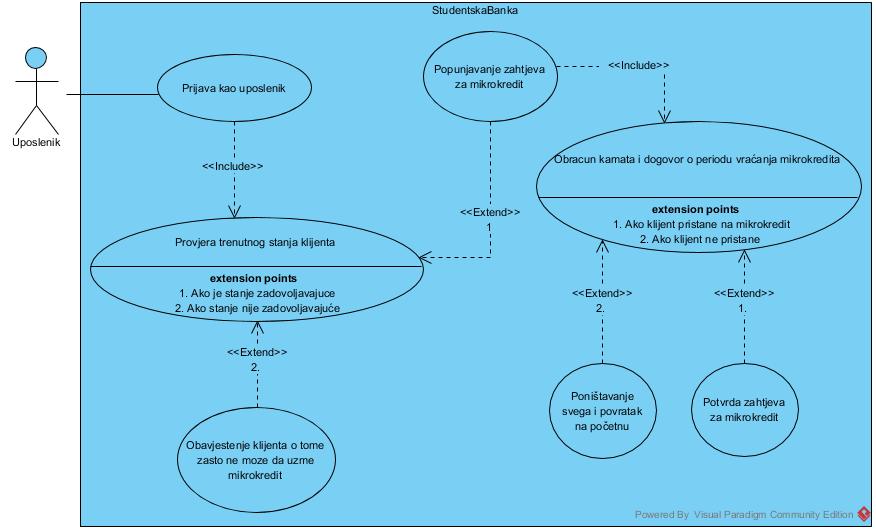 StudentskaBanka
Uposlenik
Prijava kao uposlenik
<<Include>>
Popunjavanje zahtjeva
za mikrokredit
<<Include>>
Obracun kamata i dogovor o periodu vraćanja mikrokredita
extension points
1. Ako klijent pristane na mikrokredit
2. Ako klijent ne pristane
<<Extend>>
1
Provjera trenutnog stanja klijenta
extension points
1. Ako je stanje zadovoljavajuce
2. Ako stanje nije zadovoljavajuće
<<Extend>>
2.
<<Extend>>
2.
<<Extend>>
1.
Obavjestenje klijenta o tome
zasto ne moze da uzme
mikrokredit
Poništavanje
svega i povratak
na početnu
Potvrda zahtjeva
za mikrokredit
Powered By Visual Paradigm Community Edition